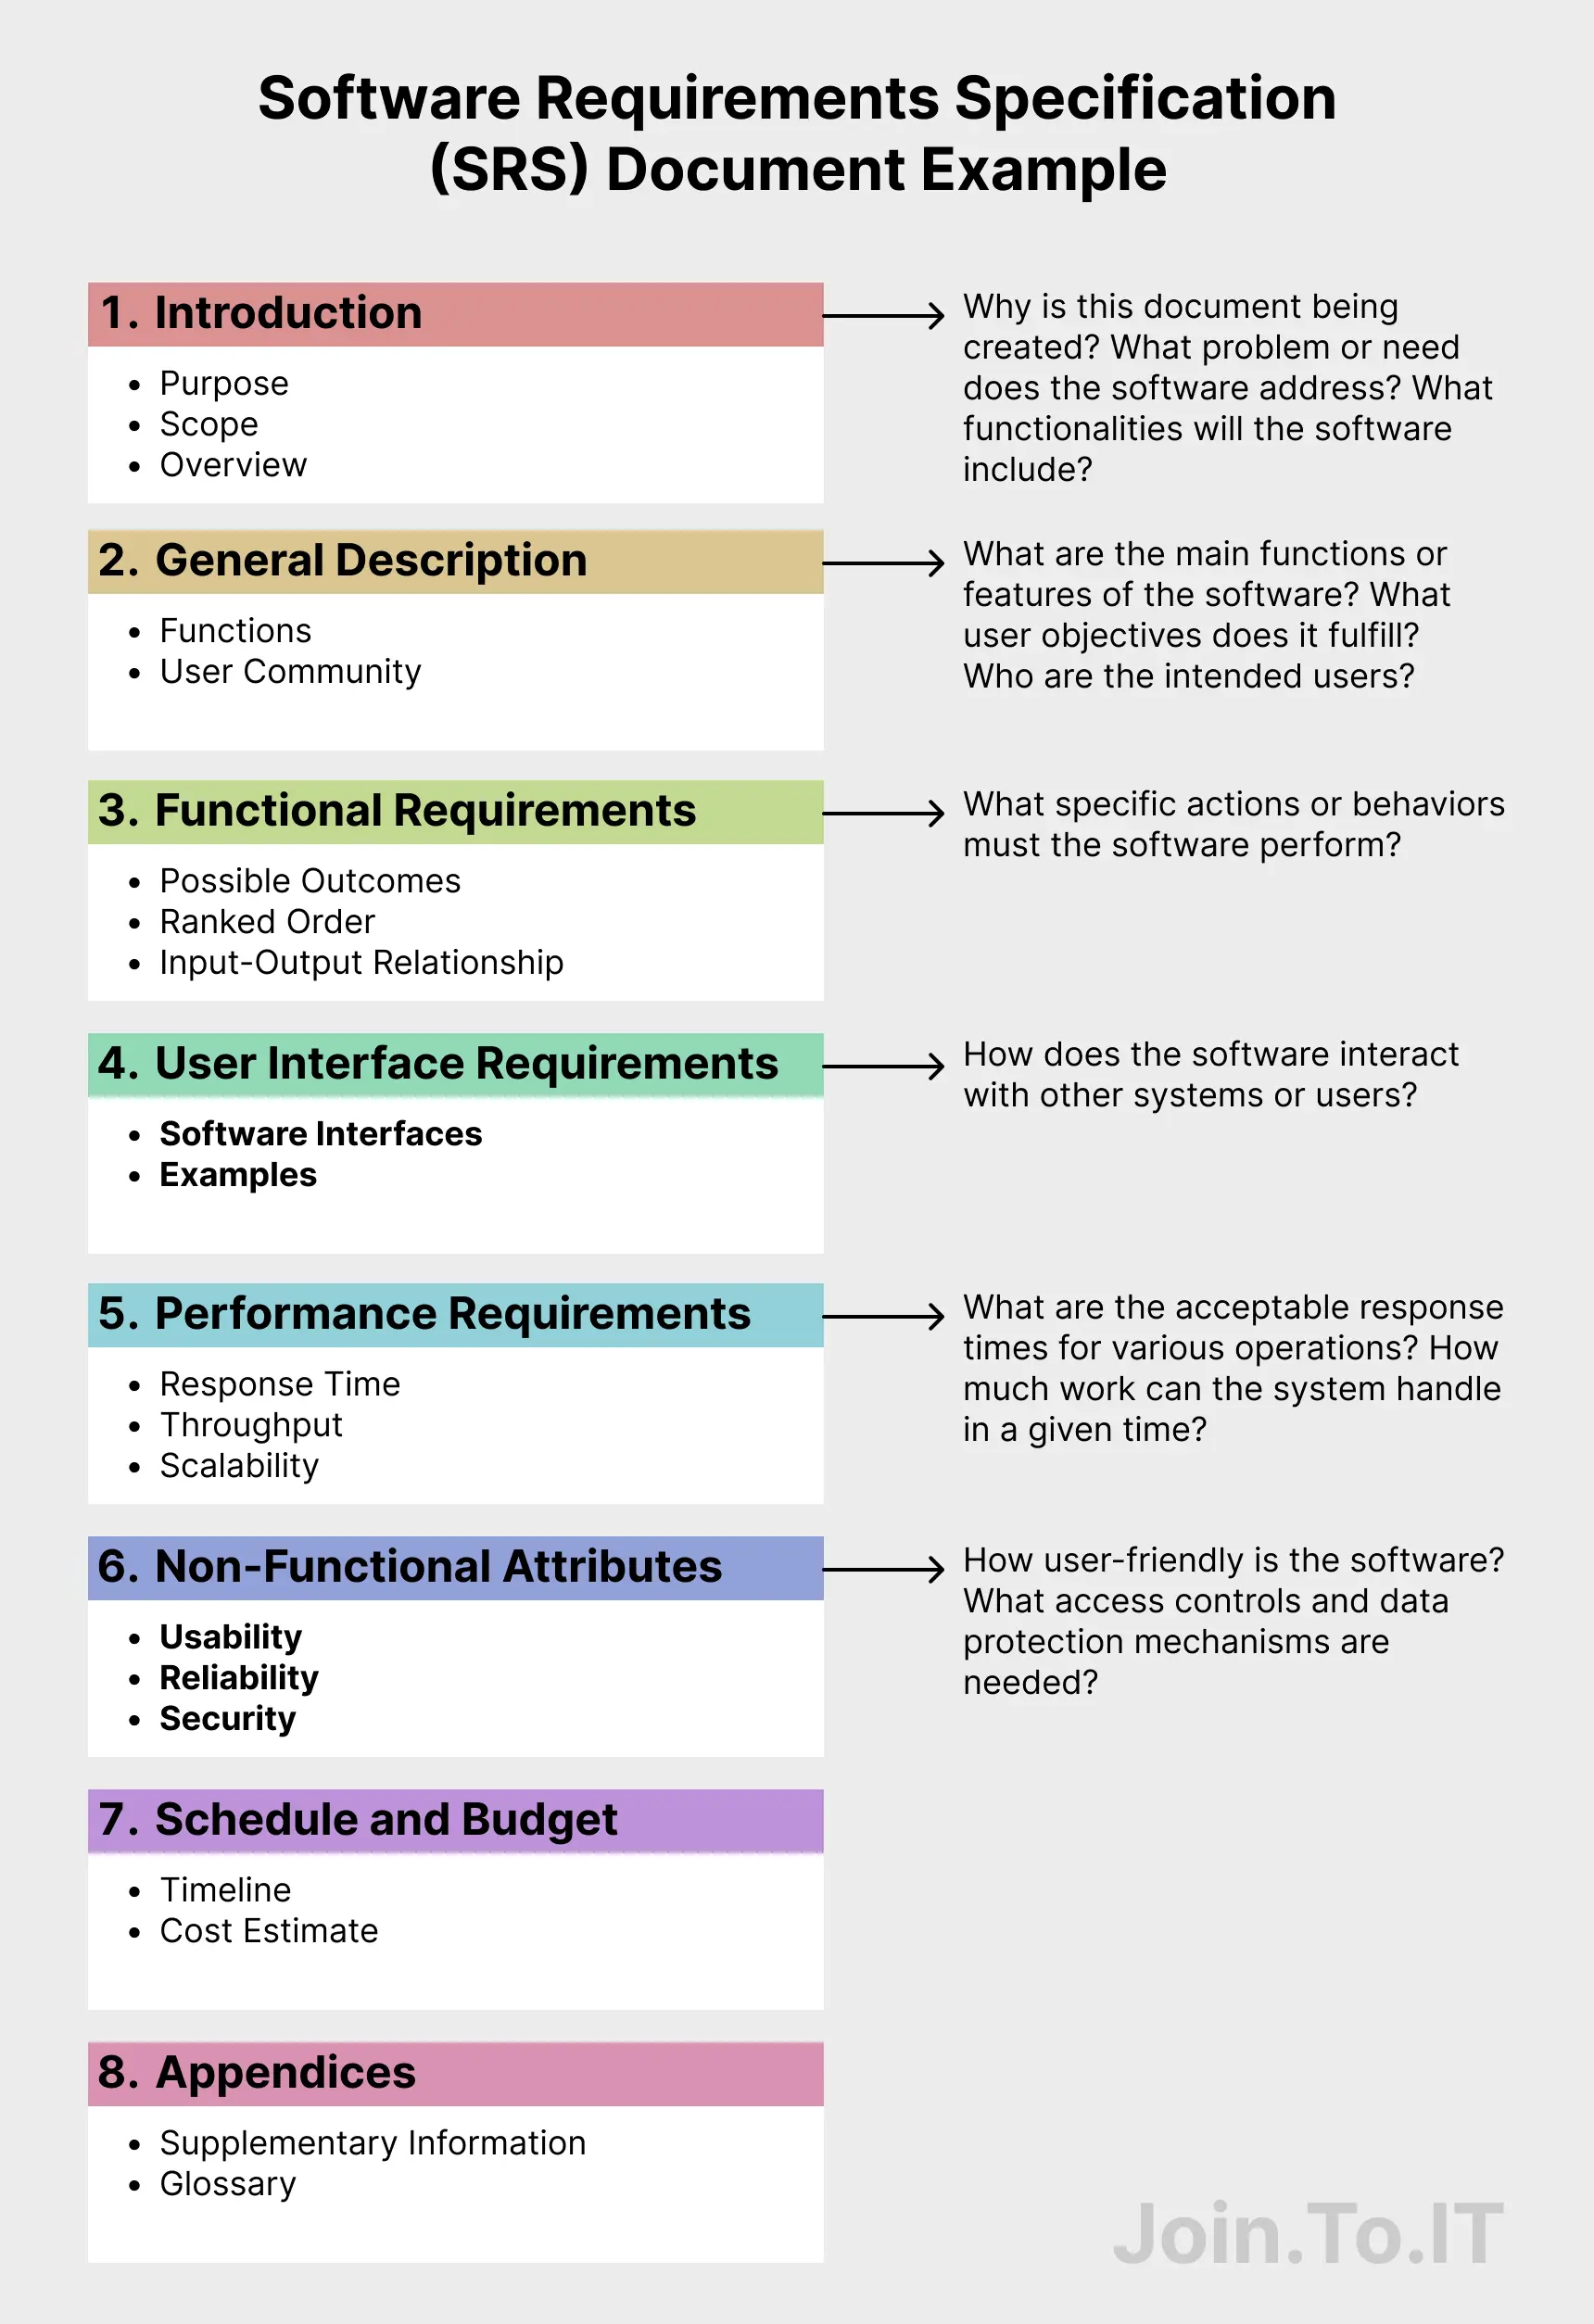 Software Requirements Specification
(SRS) Document Example
1. Introduction
• Purpose
• Scope
• Overview
Why is this document being
created? What problem or need
does the software address? What
functionalities will the software
include?
2. General Description
• Functions
• User Community
What are the main functions or
features of the software? What
user objectives does it fulfill?
Who are the intended users?
3. Functional Requirements
• Possible Outcomes
• Ranked Order
• Input-Output Relationship
What specific actions or behaviors
must the software perform?
4. User Interface Requirements
• Software Interfaces
• Examples
How does the software interact
with other systems or users?
5. Performance Requirements
• Response Time
• Throughput
• Scalability
What are the acceptable response
times for various operations? How
much work can the system handle
in a given time?
6. Non-Functional Attributes
• Usability
• Reliability
• Security
How user-friendly is the software?
What access controls and data
protection mechanisms are
needed?
7. Schedule and Budget
• Timeline
• Cost Estimate
8. Appendices
• Supplementary Information
• Glossary
Join.To.IT